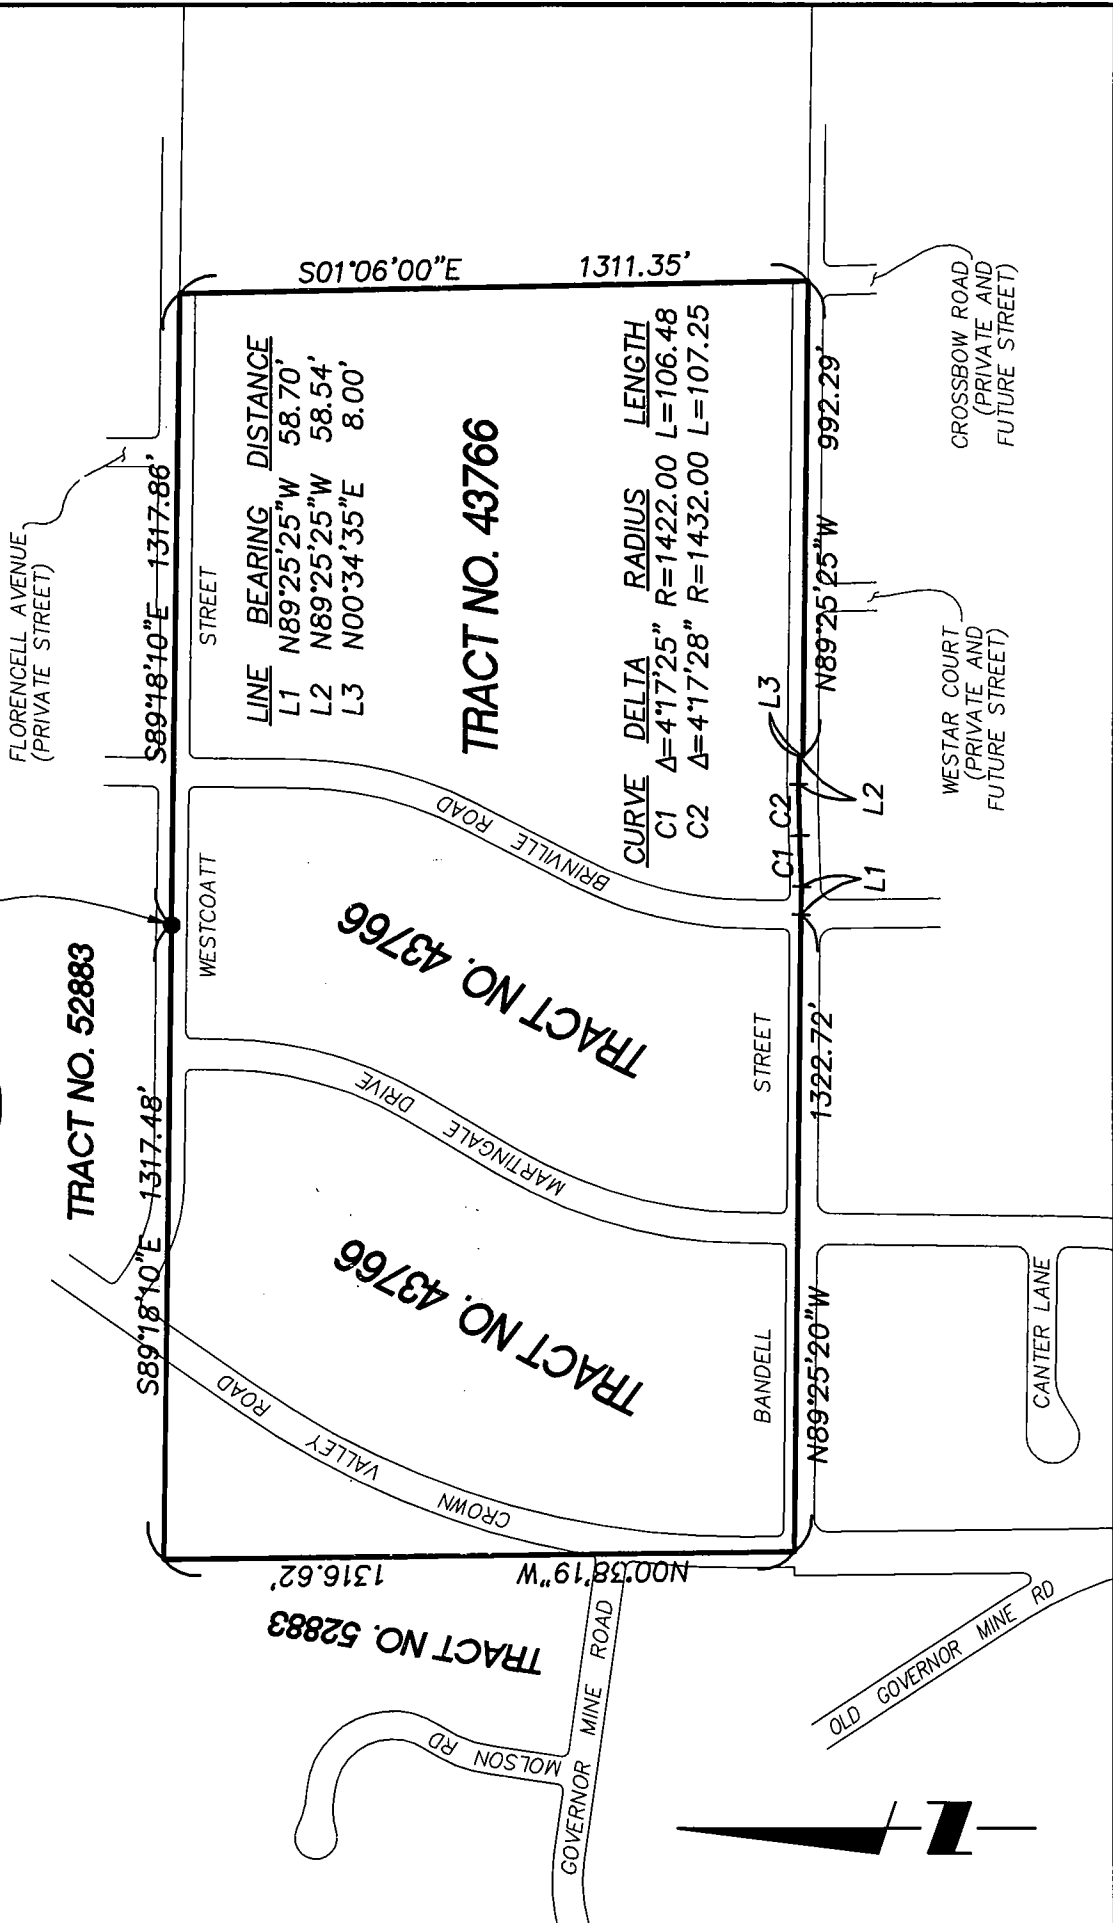 FLORENCELL AVENUE
(PRIVATE STREET)
TRACT NO. 52883
S89°18'10"E 1317.48'
S89°18'10"E 1317.86'
WESTCOATT
STREET
S01°06'00"E 1311.35'
LINE BEARING DISTANCE
L1 N89°25'25"W 58.70'
L2 N89°25'25"W 58.54'
L3 N00°34'35"E 8.00'
TRACT NO. 43766
CURVE DELTA RADIUS LENGTH
C1 Δ=4°17'25" R=1422.00 L=106.48
C2 Δ=4°17'28" R=1432.00 L=107.25
BRINVILLE ROAD
TRACT NO. 43766
MARTINGALE DRIVE
TRACT NO. 43766
CROWN VALLEY ROAD
N00°38'19"W 1316.62'
TRACT NO. 52883
MOLSON RD
GOVERNOR MINE ROAD
OLD GOVERNOR MINE RD
BANDELL
STREET
C1
C2
L3
L1
L2
N89°25'20"W
1322.72'
N89°25'25"W
992.29'
CANTER LANE
WESTAR COURT
(PRIVATE AND
FUTURE STREET)
CROSSBOW ROAD
(PRIVATE AND
FUTURE STREET)
N